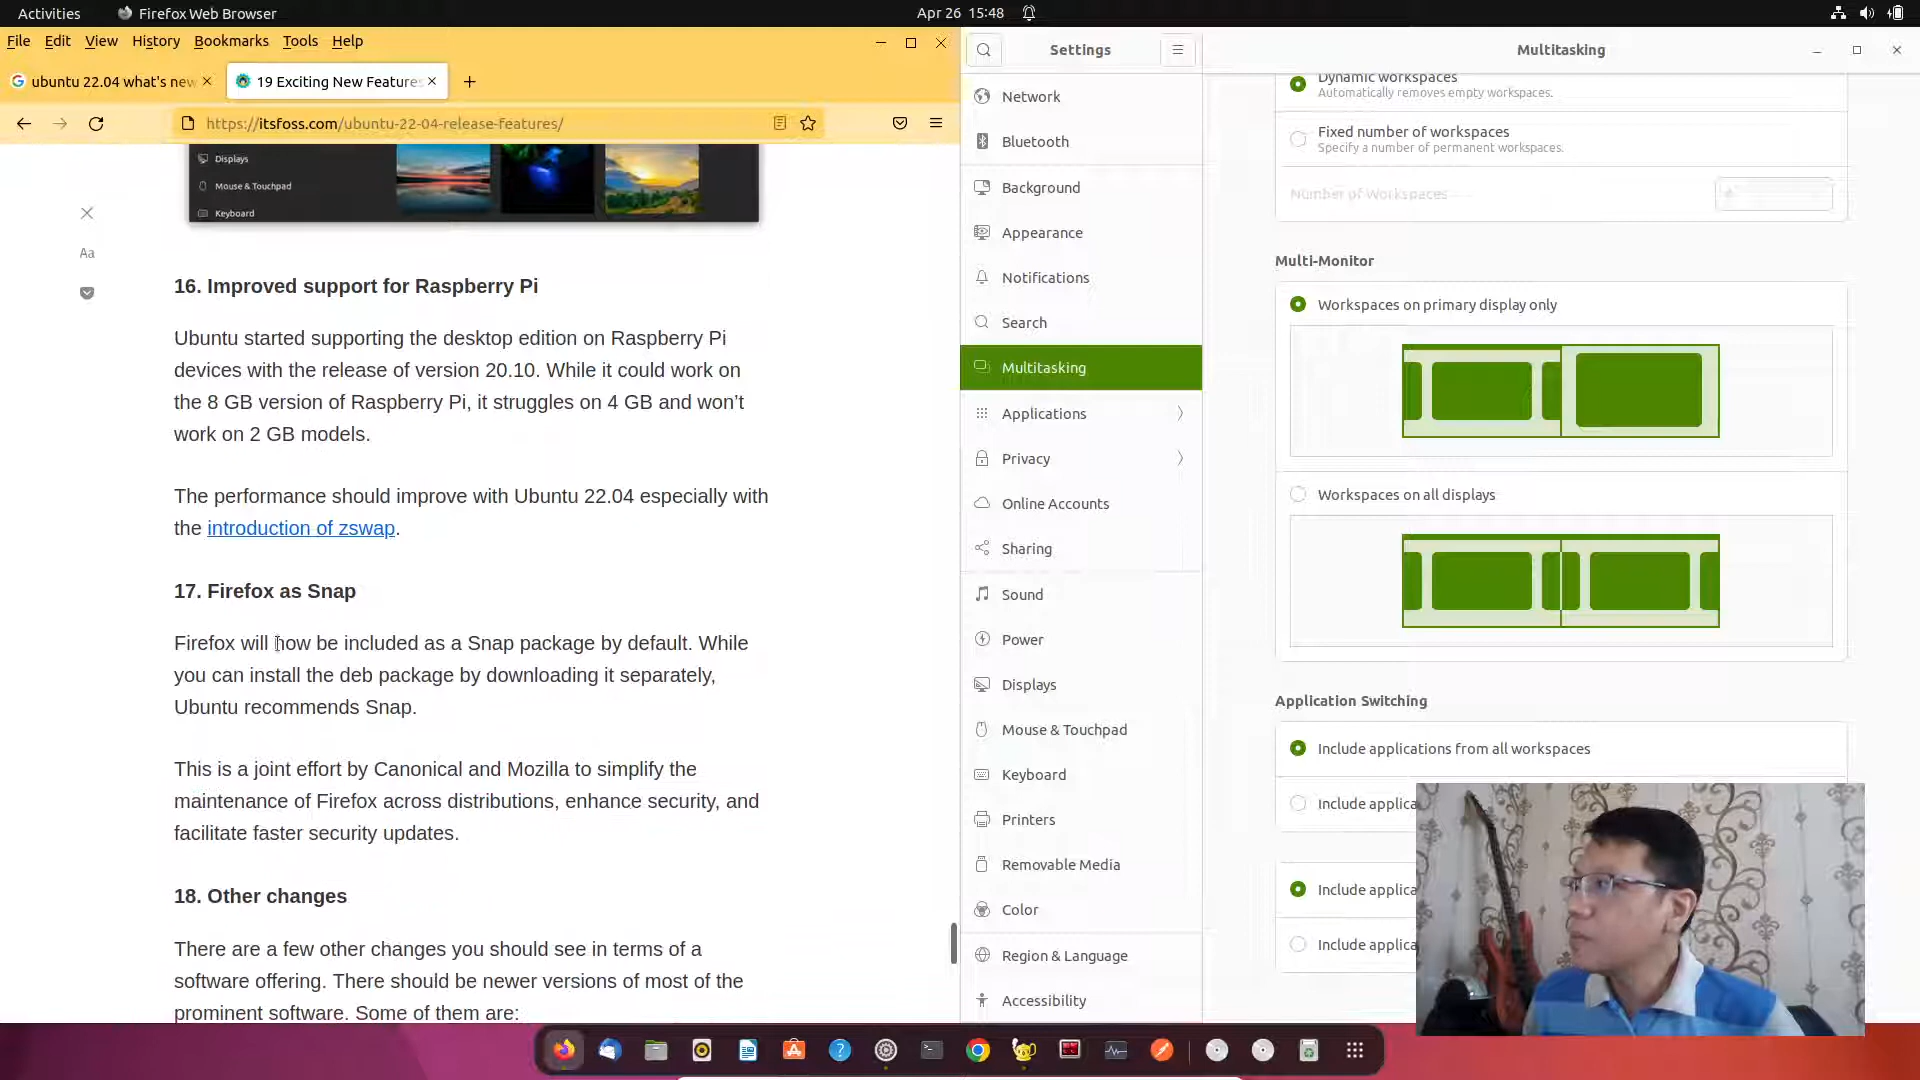 Activities
Firefox Web Browser
Apr 26 15:48
File Edit View History Bookmarks Tools Help
ubuntu 22.04 what's new
19 Exciting New Features
https://itsfoss.com/ubuntu-22-04-release-features/
Displays
Mouse & Touchpad
Keyboard
Aa
16. Improved support for Raspberry Pi
Ubuntu started supporting the desktop edition on Raspberry Pi
devices with the release of version 20.10. While it could work on
the 8 GB version of Raspberry Pi, it struggles on 4 GB and won’t
work on 2 GB models.
The performance should improve with Ubuntu 22.04 especially with
the introduction of zswap.
17. Firefox as Snap
Firefox will now be included as a Snap package by default. While
you can install the deb package by downloading it separately,
Ubuntu recommends Snap.
This is a joint effort by Canonical and Mozilla to simplify the
maintenance of Firefox across distributions, enhance security, and
facilitate faster security updates.
18. Other changes
There are a few other changes you should see in terms of a
software offering. There should be newer versions of most of the
prominent software. Some of them are:
Settings
Network
Bluetooth
Background
Appearance
Notifications
Search
Multitasking
Applications
Privacy
Online Accounts
Sharing
Sound
Power
Displays
Mouse & Touchpad
Keyboard
Printers
Removable Media
Color
Region & Language
Accessibility
Multitasking
Dynamic workspaces
Automatically removes empty workspaces.
Fixed number of workspaces
Specify a number of permanent workspaces.
Number of Workspaces
Multi-Monitor
Workspaces on primary display only
Workspaces on all displays
Application Switching
Include applications from all workspaces
Include applica
Include applica
Include applica